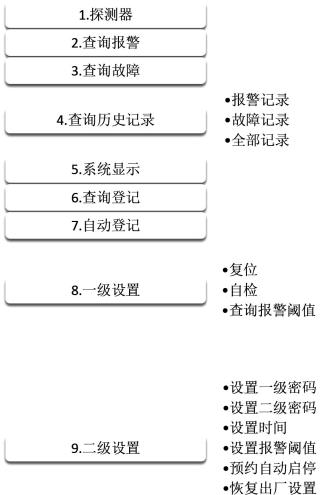 1.探测器
2.查询报警
3.查询故障
4.查询历史记录
•报警记录
•故障记录
•全部记录
5.系统显示
6.查询登记
7.自动登记
8.一级设置
•复位
•自检
•查询报警阈值
9.二级设置
•设置一级密码
•设置二级密码
•设置时间
•设置报警阈值
•预约自动启停
•恢复出厂设置